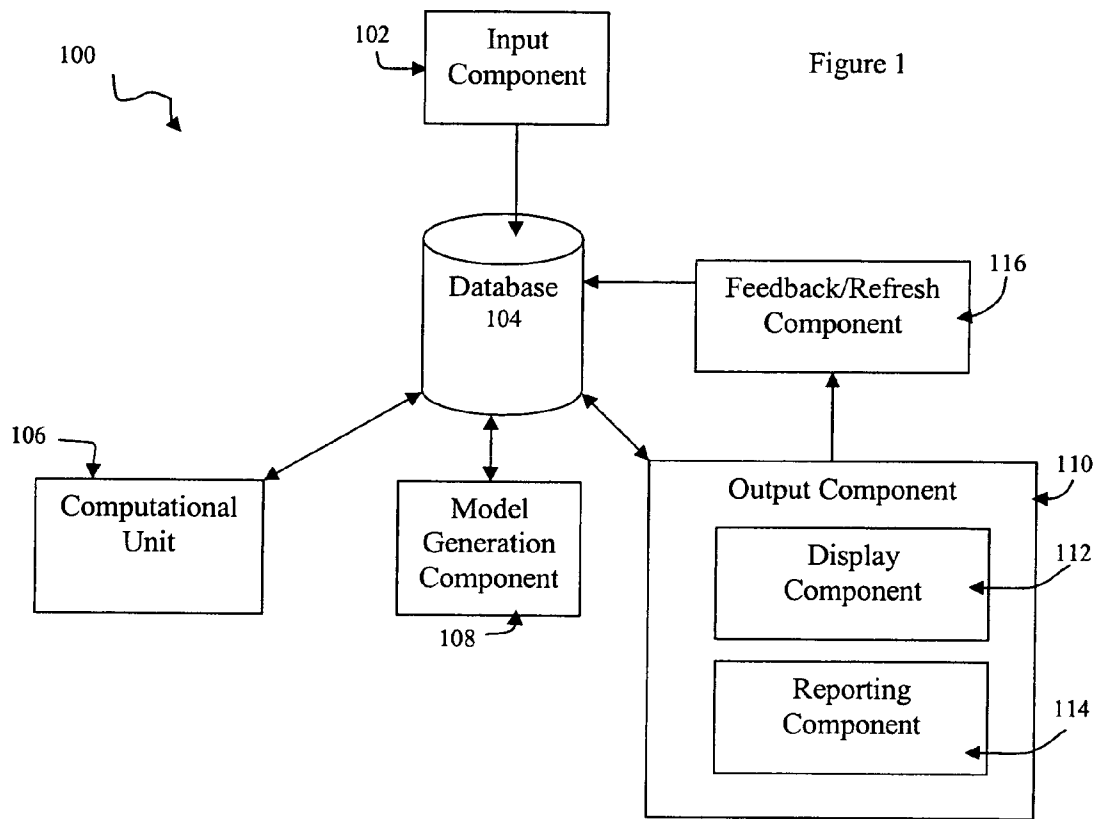 100
102
Input
Component
Figure 1
Database
104
Feedback/Refresh
Component
116
106
Computational
Unit
Model
Generation
Component
108
Output Component
110
Display
Component
112
Reporting
Component
114